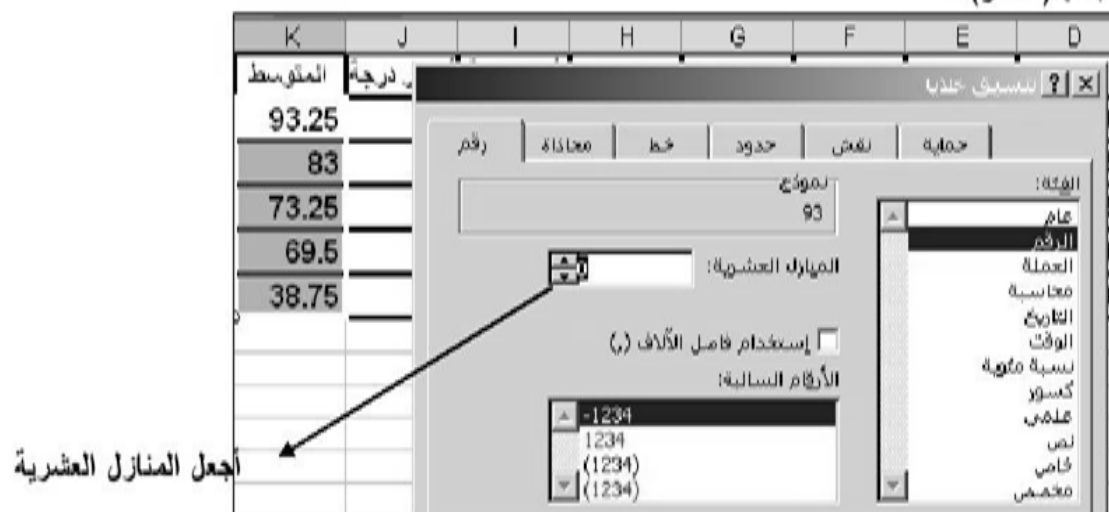 K J I H G F E D
المتوسط
درجة
93.25
83
73.25
69.5
38.75
تنسيق خلايا
رقم
محاذاة
خط
حدود
نقش
حماية
الفئة:
عام
الرقم
العملة
محاسبة
التاريخ
الوقت
نسبة مئوية
كسور
علمي
نص
خاص
مخصص
نموذج
93
المنازل العشرية:
0
إستخدام فاصل الآلاف (,)
الأرقام السالبة:
-1234
1234
(1234)
(1234)
أجعل المنازل العشرية